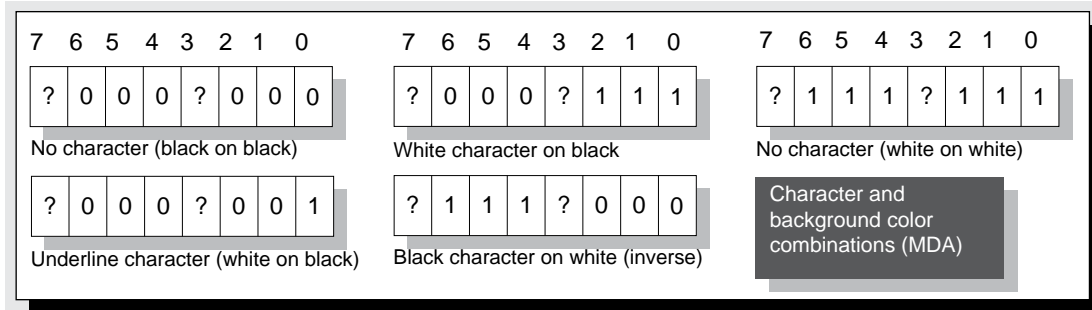 7 6 5 4 3 2 1 0
? 0 0 0 ? 0 0 0
No character (black on black)
? 0 0 0 ? 0 0 1
Underline character (white on black)
7 6 5 4 3 2 1 0
? 0 0 0 ? 1 1 1
White character on black
? 1 1 1 ? 0 0 0
Black character on white (inverse)
7 6 5 4 3 2 1 0
? 1 1 1 ? 1 1 1
No character (white on white)
Character and
background color
combinations (MDA)